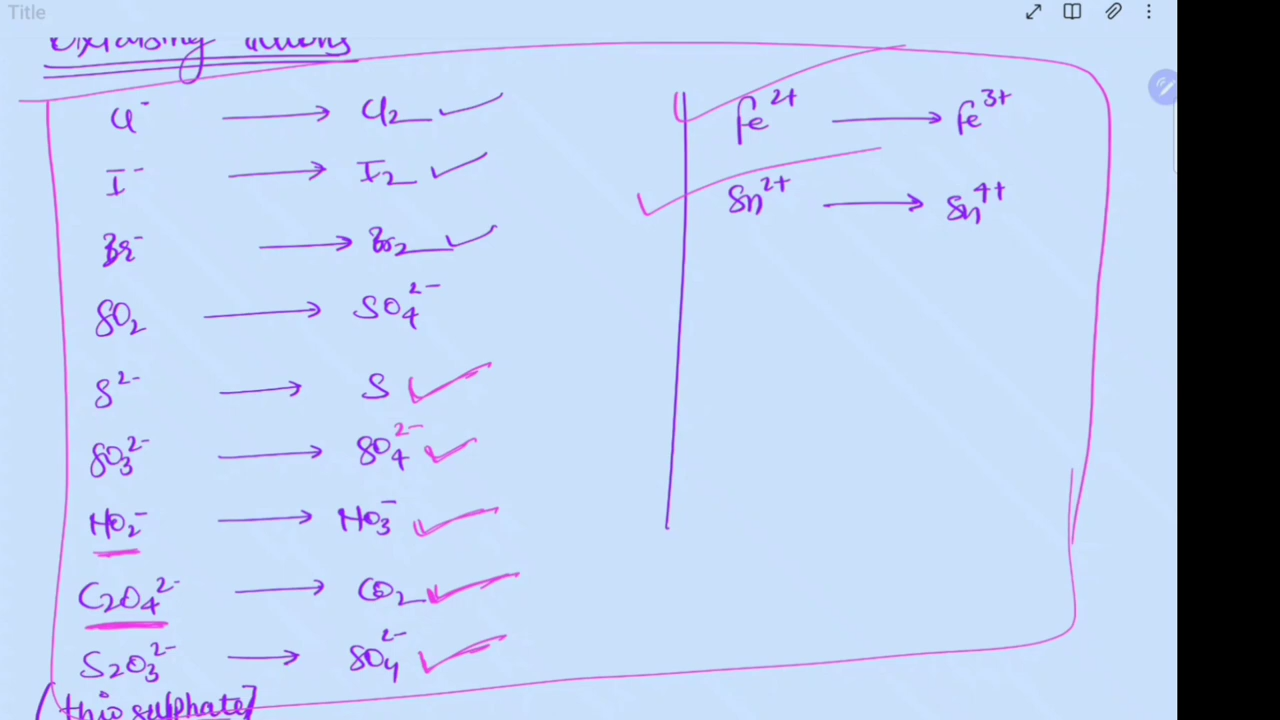 Title
Oxidising actions
Cl⁻ → Cl₂
I⁻ → I₂
Br⁻ → Br₂
SO₂ → SO₄²⁻
S²⁻ → S
SO₃²⁻ → SO₄²⁻
NO₂⁻ → NO₃⁻
C₂O₄²⁻ → CO₂
S₂O₃²⁻ → SO₄²⁻
(thiosulphate)
Fe²⁺ → Fe³⁺
Sn²⁺ → Sn⁴⁺